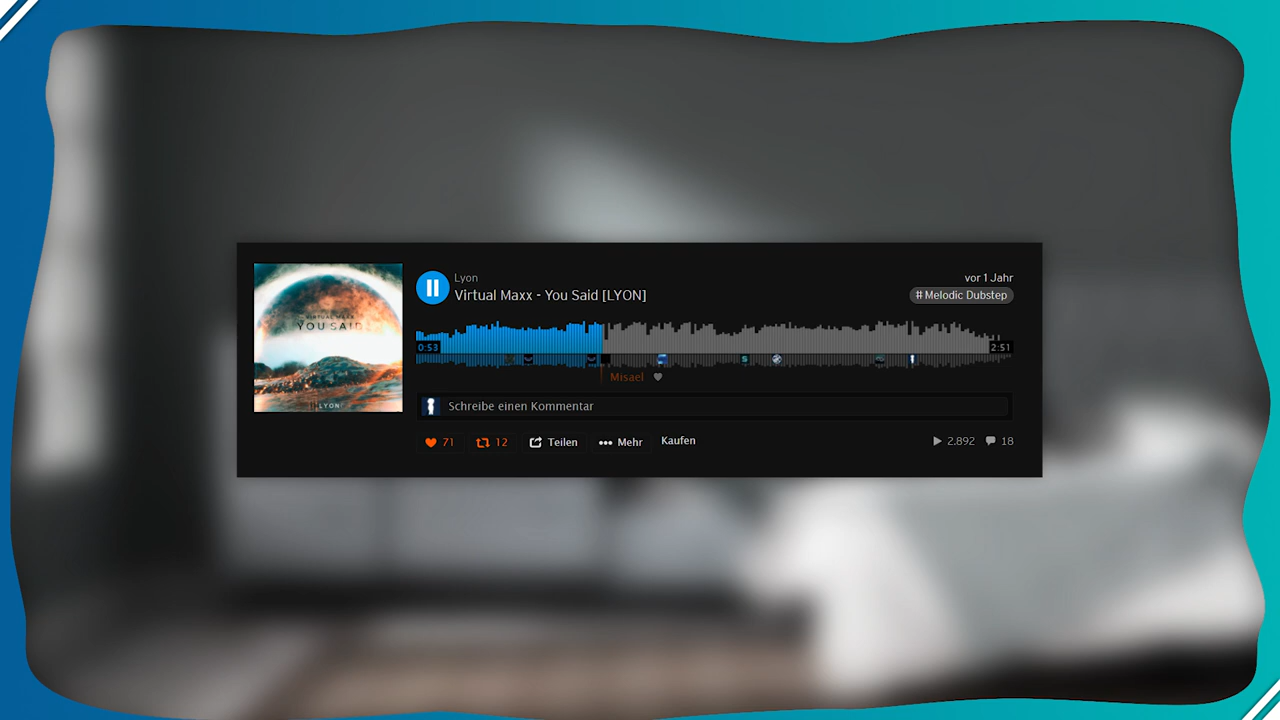 Lyon
vor 1 Jahr
Virtual Maxx - You Said [LYON]
# Melodic Dubstep
VIRTUAL MAXX
YOU SAID
LYON
0:53
2:51
Misael
Schreibe einen Kommentar
71
12
Teilen
Mehr
Kaufen
2.892
18